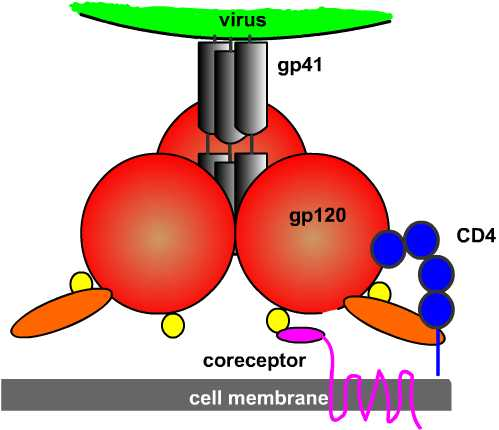 virus
gp41
gp120
CD4
coreceptor
cell membrane